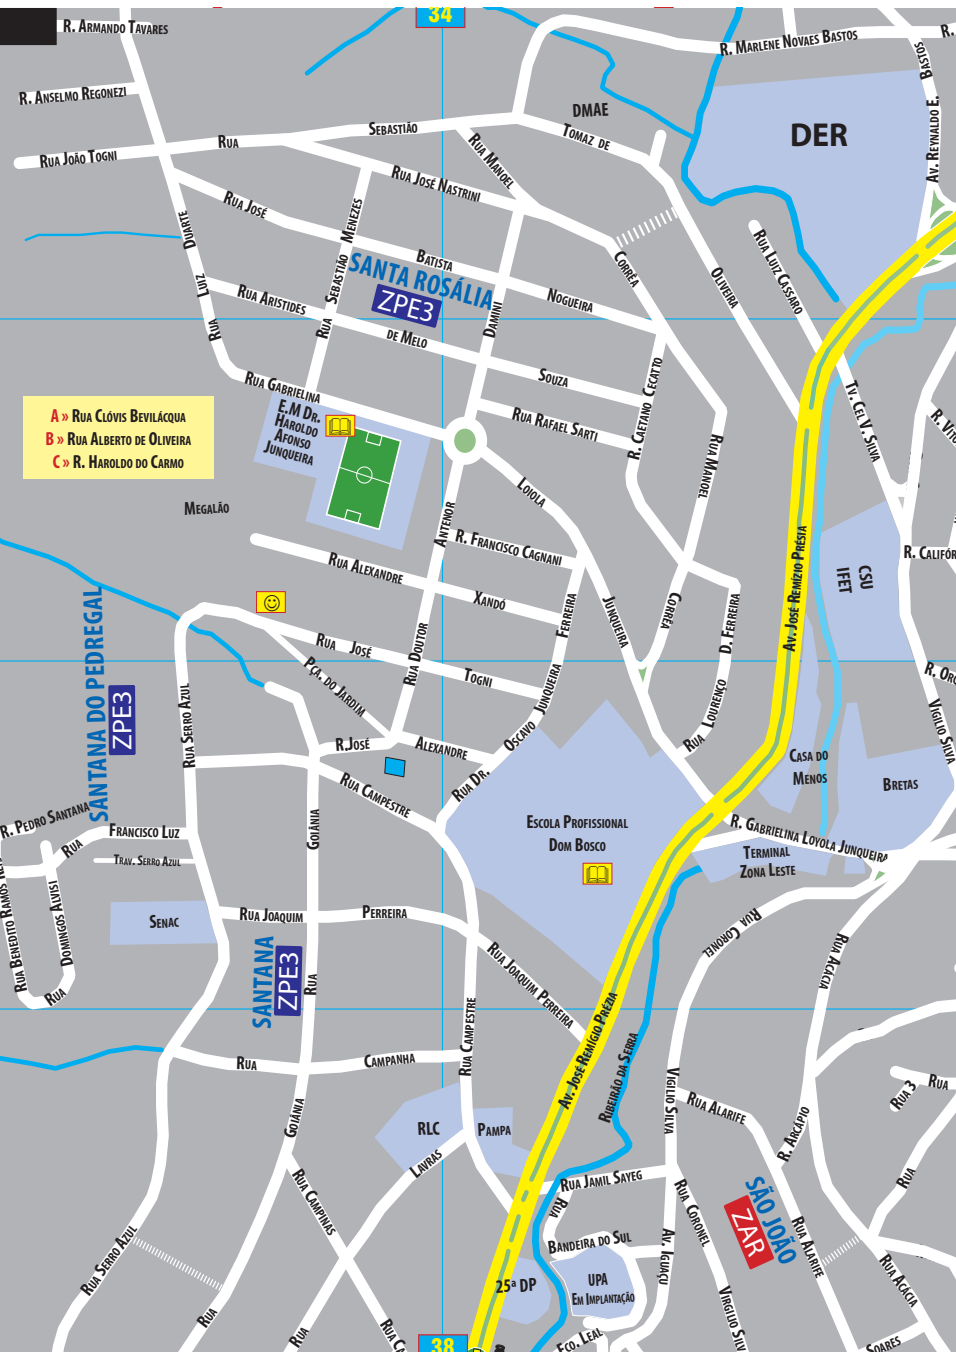 34
R. ARMANDO TAVARES
R. MARLENE NOVAES BASTOS
R.
BASTOS
AV. REYNALDO E.
R. ANSELMO REGONEZI
DMAE
DER
RUA JOÃO TOGNI
RUA
SEBASTIÃO
TOMAZ DE
RUA MANOEL
RUA JOSÉ NASTRINI
RUA JOSÉ
DUARTE
MENEZES
BATISTA
SANTA ROSÁLIA
ZPE3
NOGUEIRA
CORRÊA
OLIVEIRA
RUA LUIZ CASSARO
LUIZ
RUA ARISTIDES
SEBASTIÃO
RUA
DAMINI
RUA
DE MELO
SOUZA
RUA GABRIELINA
RUA RAFAEL SARTI
R. CAETANO CECATTO
TV. CEL V. SILVA
A » RUA CLÓVIS BEVILÁCQUA
B » RUA ALBERTO DE OLIVEIRA
C » R. HAROLDO DO CARMO
E.M DR.
HAROLDO
AFONSO
JUNQUEIRA
RUA MANOEL
LOIOLA
MEGALÃO
ANTENOR
R. FRANCISCO CAGNANI
AV. JOSÉ REMÍZIO PRÉSIA
CSU
IFET
RUA ALEXANDRE
XANDÓ
FERREIRA
JUNQUEIRA
CORRÊA
D. FERREIRA
SANTANA DO PEDREGAL
ZPE3
RUA JOSÉ
TOGNI
RUA DOUTOR
PÇA. DO JARDIM
RUA SERRO AZUL
JUNQUEIRA
OSCAVO
RUA DR.
LOURENÇO
RUA
VIGILIO SILVA
R. JOSÉ
ALEXANDRE
RUA CAMPESTRE
CASA DO
MENOS
BRETAS
R. PEDRO SANTANA
FRANCISCO LUZ
RUA
TRAV. SERRO AZUL
GOIÂNIA
ESCOLA PROFISSIONAL
DOM BOSCO
R. GABRIELINA LOYOLA JUNQUEIRA
TERMINAL
ZONA LESTE
DOMINGOS ALUISI
RUA
SENAC
RUA JOAQUIM
PERREIRA
RUA CORONEL
RUA ACÁCIA
SANTANA
ZPE3
RUA
RUA JOAQUIM PERREIRA
RUA CAMPESTRE
AV. JOSÉ REMÍGIO PRÉZIA
RIBEIRÃO DA SERRA
RUA
CAMPANHA
VIGILIO SILVA
RUA 3
RUA
GOIÂNIA
RLC
PAMPA
RUA ALARIFE
R. ARCÁPIO
LAVRAS
RUA CAMPINAS
RUA JAMIL SAYEG
RUA
RUA CORONEL
SÃO JOÃO
ZAR
RUA
BANDEIRA DO SUL
AV. IGUAÇU
RUA ALARIFE
RUA ACÁCIA
RUA SERRO AZUL
25ª DP
UPA
EM IMPLANTAÇÃO
RUA
RUA
38
FCO. LEAL
SOARES